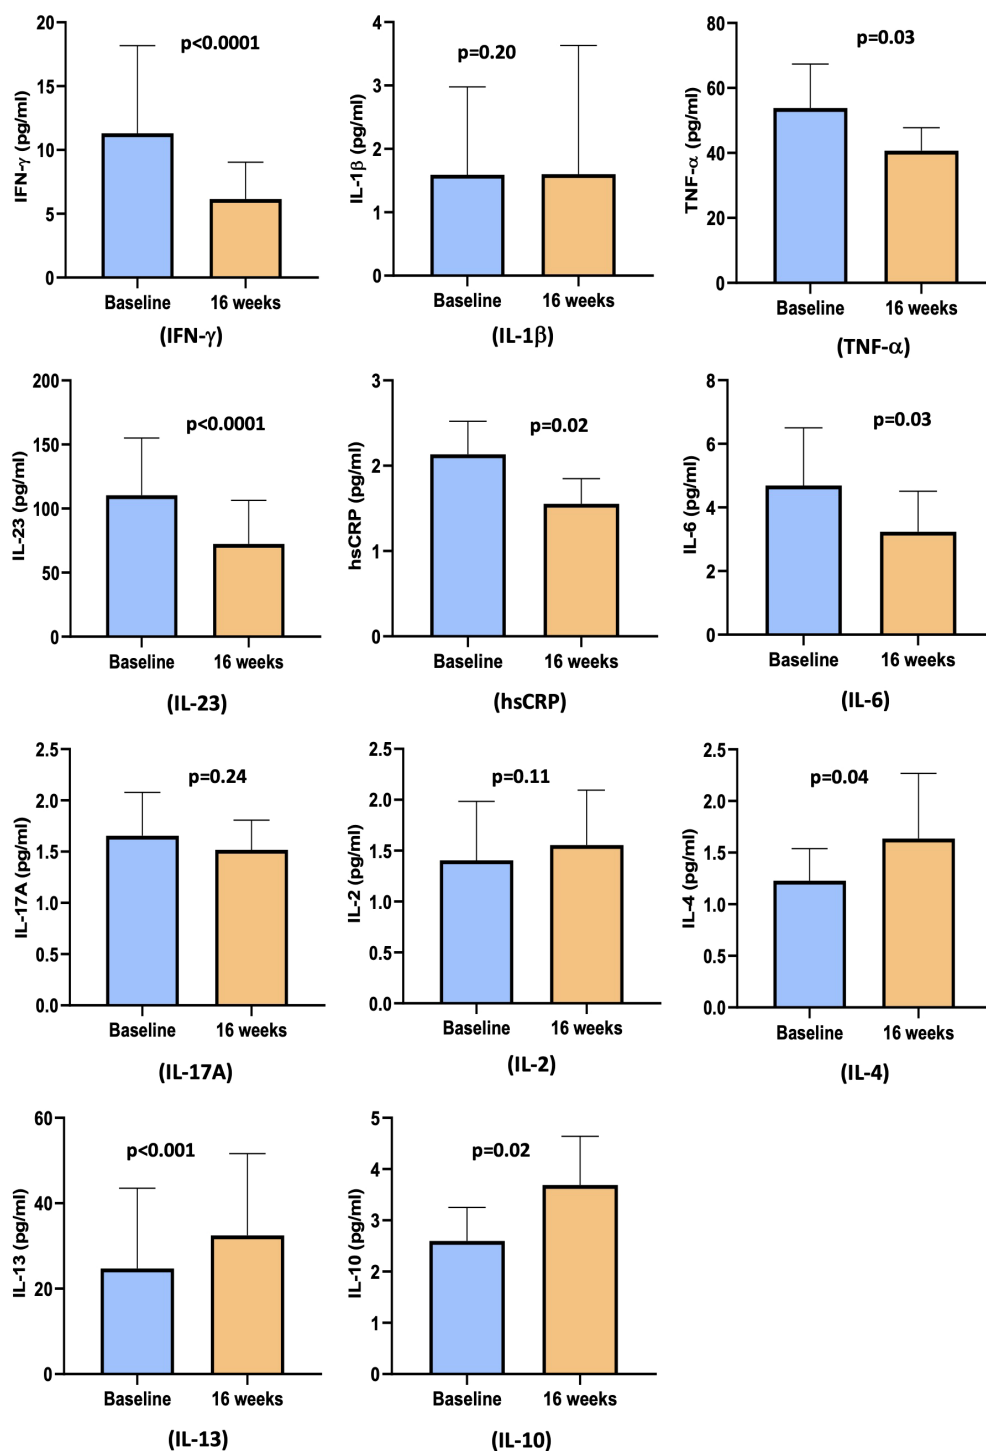 IFN-γ (pg/ml)
20
15
10
5
0
p<0.0001
Baseline
16 weeks
(IFN-γ)
IL-1β (pg/ml)
4
3
2
1
0
p=0.20
Baseline
16 weeks
(IL-1β)
TNF-α (pg/ml)
80
60
40
20
0
p=0.03
Baseline
16 weeks
(TNF-α)
IL-23 (pg/ml)
200
150
100
50
0
p<0.0001
Baseline
16 weeks
(IL-23)
hsCRP (pg/ml)
3
2
1
0
p=0.02
Baseline
16 weeks
(hsCRP)
IL-6 (pg/ml)
8
6
4
2
0
p=0.03
Baseline
16 weeks
(IL-6)
IL-17A (pg/ml)
2.5
2.0
1.5
1.0
0.5
0.0
p=0.24
Baseline
16 weeks
(IL-17A)
IL-2 (pg/ml)
2.5
2.0
1.5
1.0
0.5
0.0
p=0.11
Baseline
16 weeks
(IL-2)
IL-4 (pg/ml)
2.5
2.0
1.5
1.0
0.5
0.0
p=0.04
Baseline
16 weeks
(IL-4)
IL-13 (pg/ml)
60
40
20
0
p<0.001
Baseline
16 weeks
(IL-13)
IL-10 (pg/ml)
5
4
3
2
1
0
p=0.02
Baseline
16 weeks
(IL-10)